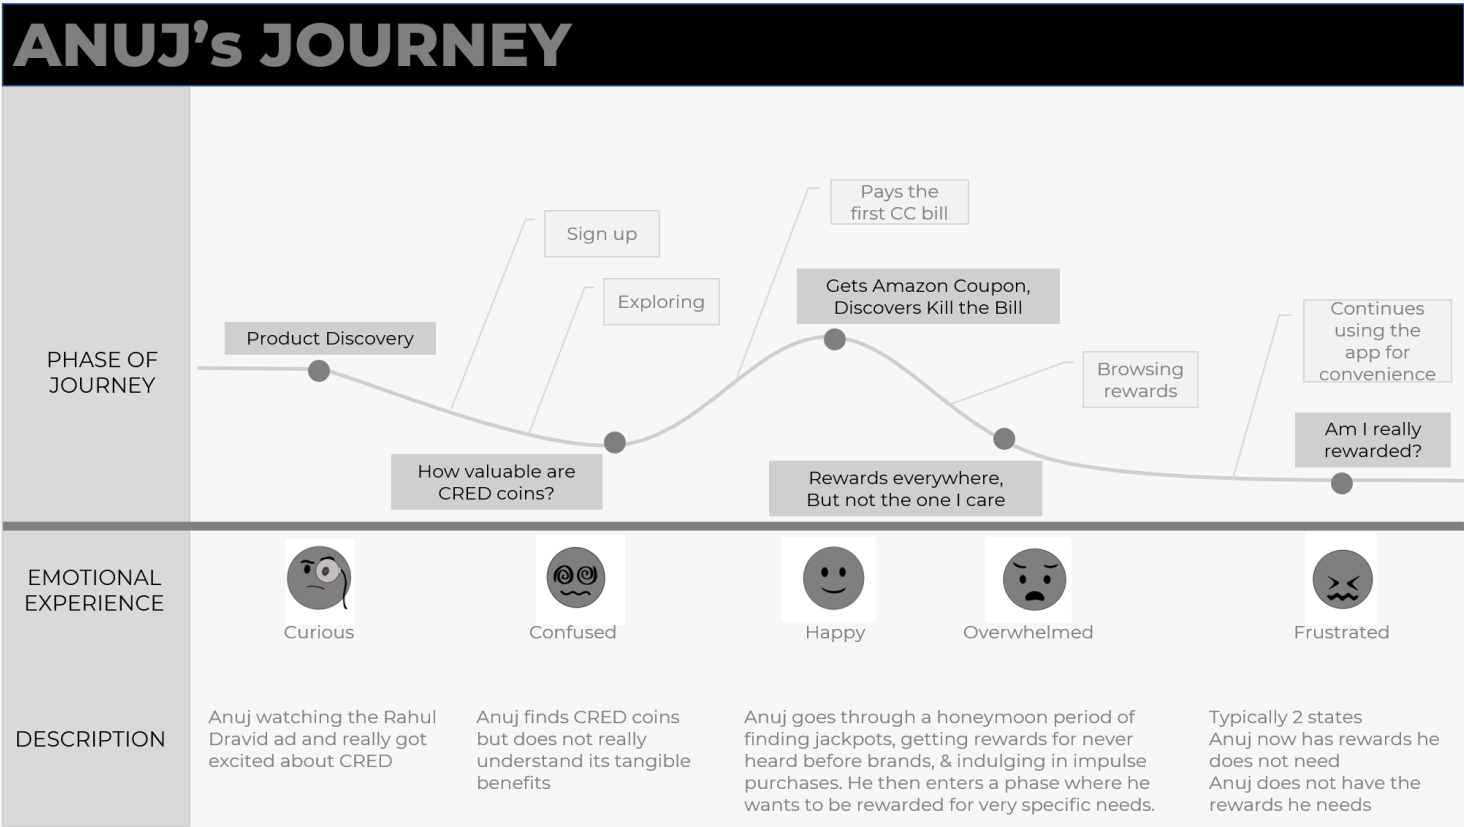 ANUJ’s JOURNEY
Pays the
first CC bill
Sign up
Exploring
Gets Amazon Coupon,
Discovers Kill the Bill
Continues
using the
app for
convenience
Product Discovery
PHASE OF
JOURNEY
Browsing
rewards
Am I really
rewarded?
How valuable are
CRED coins?
Rewards everywhere,
But not the one I care
EMOTIONAL
EXPERIENCE
Curious
Confused
Happy
Overwhelmed
Frustrated
DESCRIPTION
Anuj watching the Rahul
Dravid ad and really got
excited about CRED
Anuj finds CRED coins
but does not really
understand its tangible
benefits
Anuj goes through a honeymoon period of
finding jackpots, getting rewards for never
heard before brands, & indulging in impulse
purchases. He then enters a phase where he
wants to be rewarded for very specific needs.
Typically 2 states
Anuj now has rewards he
does not need
Anuj does not have the
rewards he needs